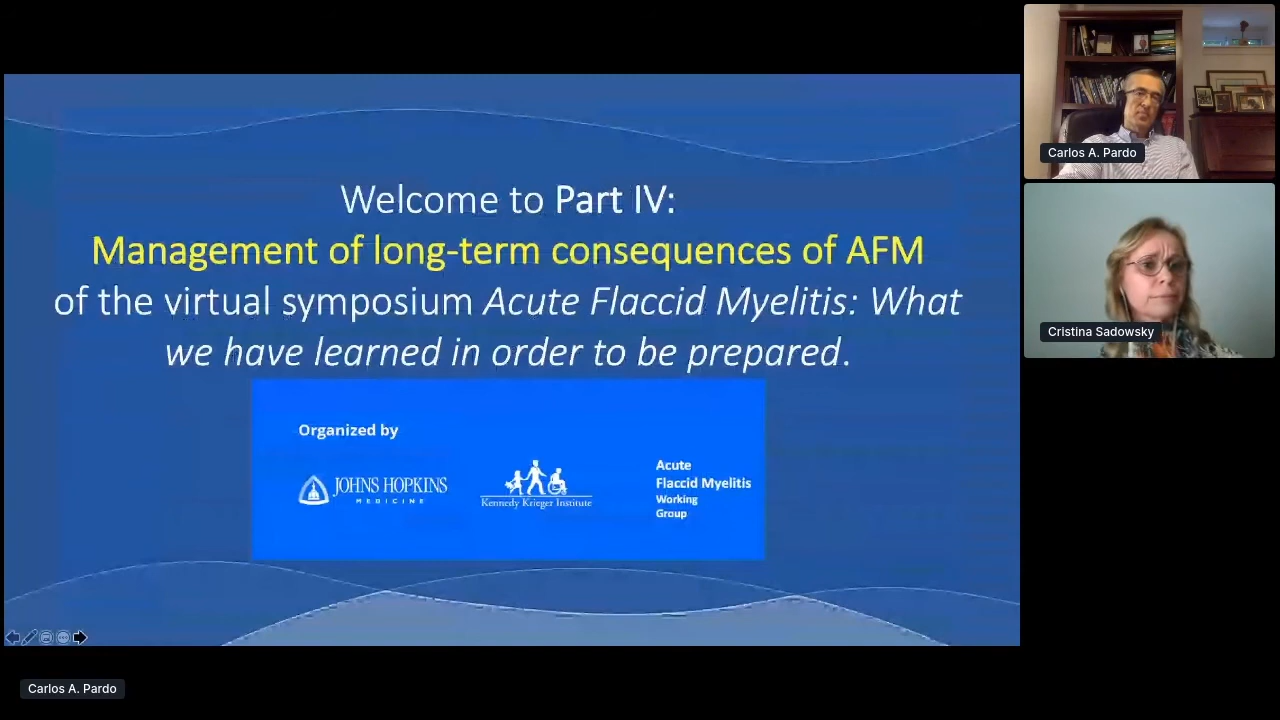 Welcome to Part IV:
Management of long-term consequences of AFM
of the virtual symposium Acute Flaccid Myelitis: What
we have learned in order to be prepared.
Organized by
JOHNS HOPKINS
MEDICINE
Kennedy Krieger Institute
Acute
Flaccid Myelitis
Working
Group
Carlos A. Pardo
Cristina Sadowsky
Carlos A. Pardo